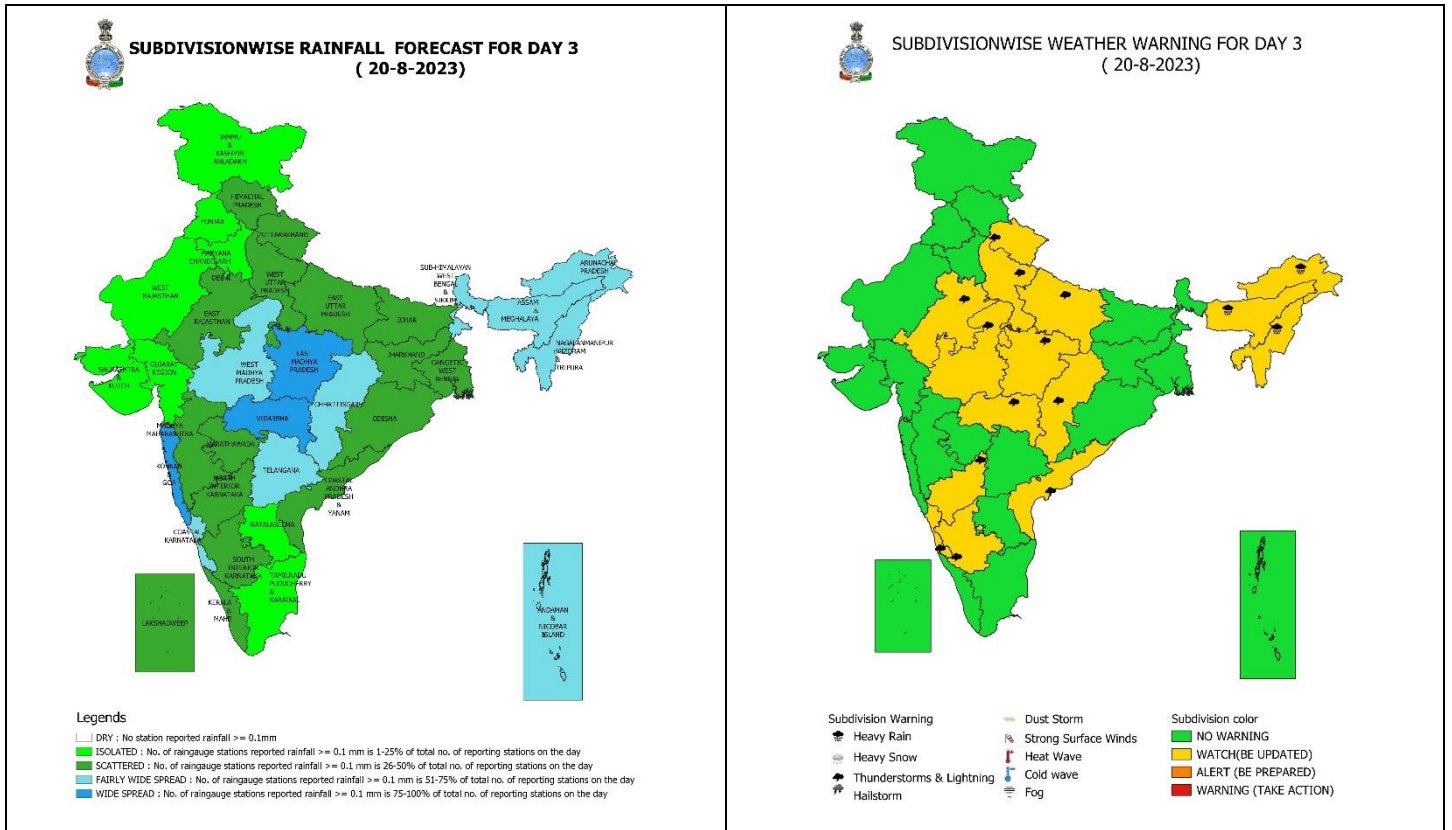 SUBDIVISIONWISE RAINFALL FORECAST FOR DAY 3
( 20-8-2023)
JAMMU
&
KASHMIR
ANLADAKH
HIMACHAL
PRADESH
PUNJAB
UTTARAKHAND
HARYANA
CHANDIGARH
DELHI
WEST
UTTAR
PRADESH
WEST
RAJASTHAN
EAST
RAJASTHAN
EAST
UTTAR
PRADESH
SUB-HIMALAYAN
WEST
BENGAL
&
SIKKIM
ARUNACHAL
PRADESH
ASSAM
&
MEGHALAYA
NAGALANMANIPUR
MIZORAM
&
TRIPURA
BIHAR
JHARKHAND
GANGETIC
WEST
BENGAL
SAURASHTRA
&
KUTCH
GUJARAT
REGION
WEST
MADHYA
PRADESH
EAST
MADHYA
PRADESH
CHHATTISGARH
ODISHA
VIDARBHA
MADHYA
MAHARASHTRA
MARATHAWADA
KONKAN
&
GOA
TELANGANA
NORTH
INTERIOR
KARNATAKA
COASTAL
ANDHRA
PRADESH
&
YANAM
RAYALASEEMA
COASTAL
KARNATAKA
SOUTH
INTERIOR
KARNATAKA
TAMILNADU
PUDUCHERRY
&
KARAIKAL
KERALA
&
MAHE
LAKSHADWEEP
ANDAMAN
&
NICOBAR
ISLAND
Legends
DRY : No station reported rainfall >= 0.1mm
ISOLATED : No. of raingauge stations reported rainfall >= 0.1 mm is 1-25% of total no. of reporting stations on the day
SCATTERED : No. of raingauge stations reported rainfall >= 0.1 mm is 26-50% of total no. of reporting stations on the day
FAIRLY WIDE SPREAD : No. of raingauge stations reported rainfall >= 0.1 mm is 51-75% of total no. of reporting stations on the day
WIDE SPREAD : No. of raingauge stations reported rainfall >= 0.1 mm is 75-100% of total no. of reporting stations on the day
SUBDIVISIONWISE WEATHER WARNING FOR DAY 3
( 20-8-2023)
Subdivision Warning
Heavy Rain
Heavy Snow
Thunderstorms & Lightning
Hailstorm
Dust Storm
Strong Surface Winds
Heat Wave
Cold wave
Fog
Subdivision color
NO WARNING
WATCH(BE UPDATED)
ALERT (BE PREPARED)
WARNING (TAKE ACTION)